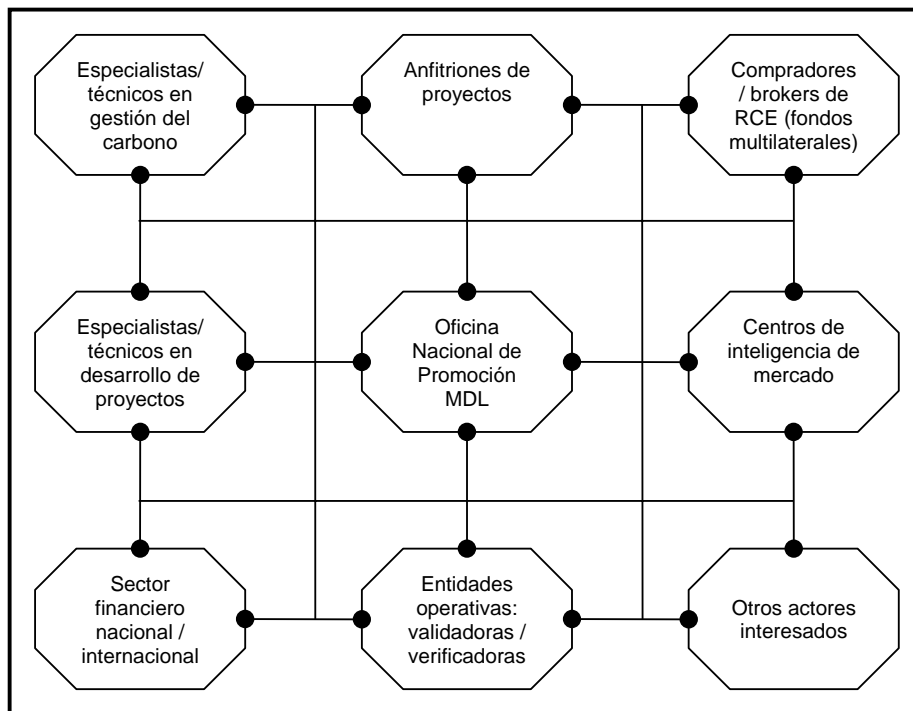 Especialistas/
técnicos en
gestión del
carbono
Anfitriones de
proyectos
Compradores
/ brokers de
RCE (fondos
multilaterales)
Especialistas/
técnicos en
desarrollo de
proyectos
Oficina
Nacional de
Promoción
MDL
Centros de
inteligencia de
mercado
Sector
financiero
nacional /
internacional
Entidades
operativas:
validadoras /
verificadoras
Otros actores
interesados